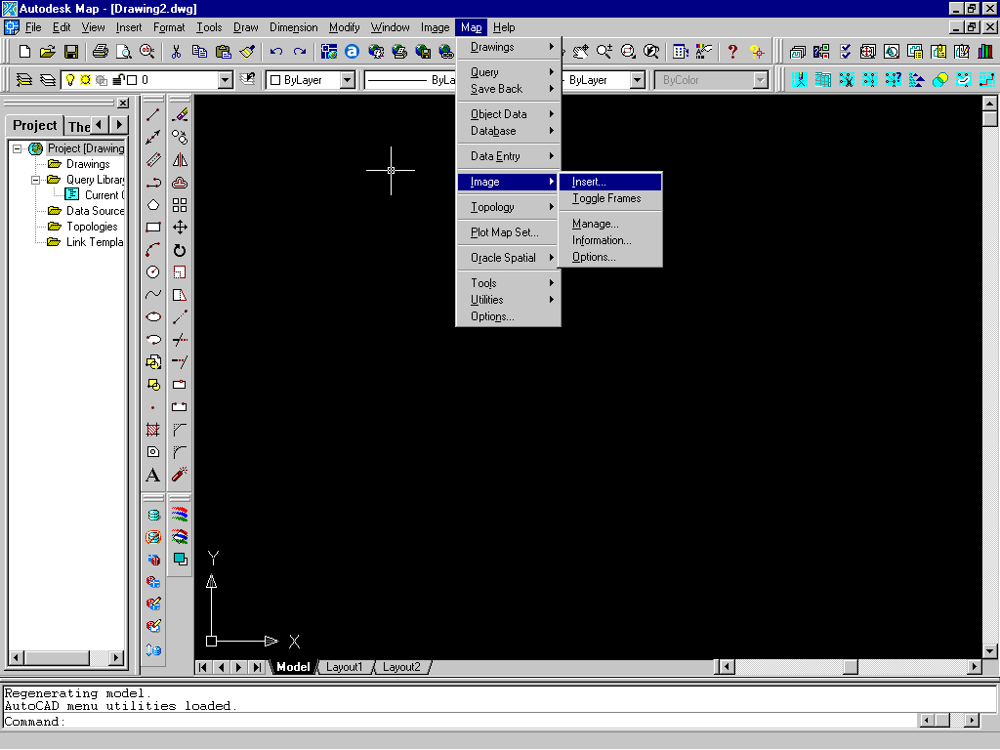 Autodesk Map - [Drawing2.dwg]
File Edit View Insert Format Tools Draw Dimension Modify Window Image Map Help
0 ByLayer ByLa ByLayer ByColor
Project The
Project [Drawing
Drawings
Query Library
Current
Data Source
Topologies
Link Templa
Drawings
Query
Save Back
Object Data
Database
Data Entry
Image
Topology
Plot Map Set...
Oracle Spatial
Tools
Utilities
Options...
Insert...
Toggle Frames
Manage...
Information...
Options...
A
Y
X
Model Layout1 Layout2
Regenerating model.
AutoCAD menu utilities loaded.
Command: